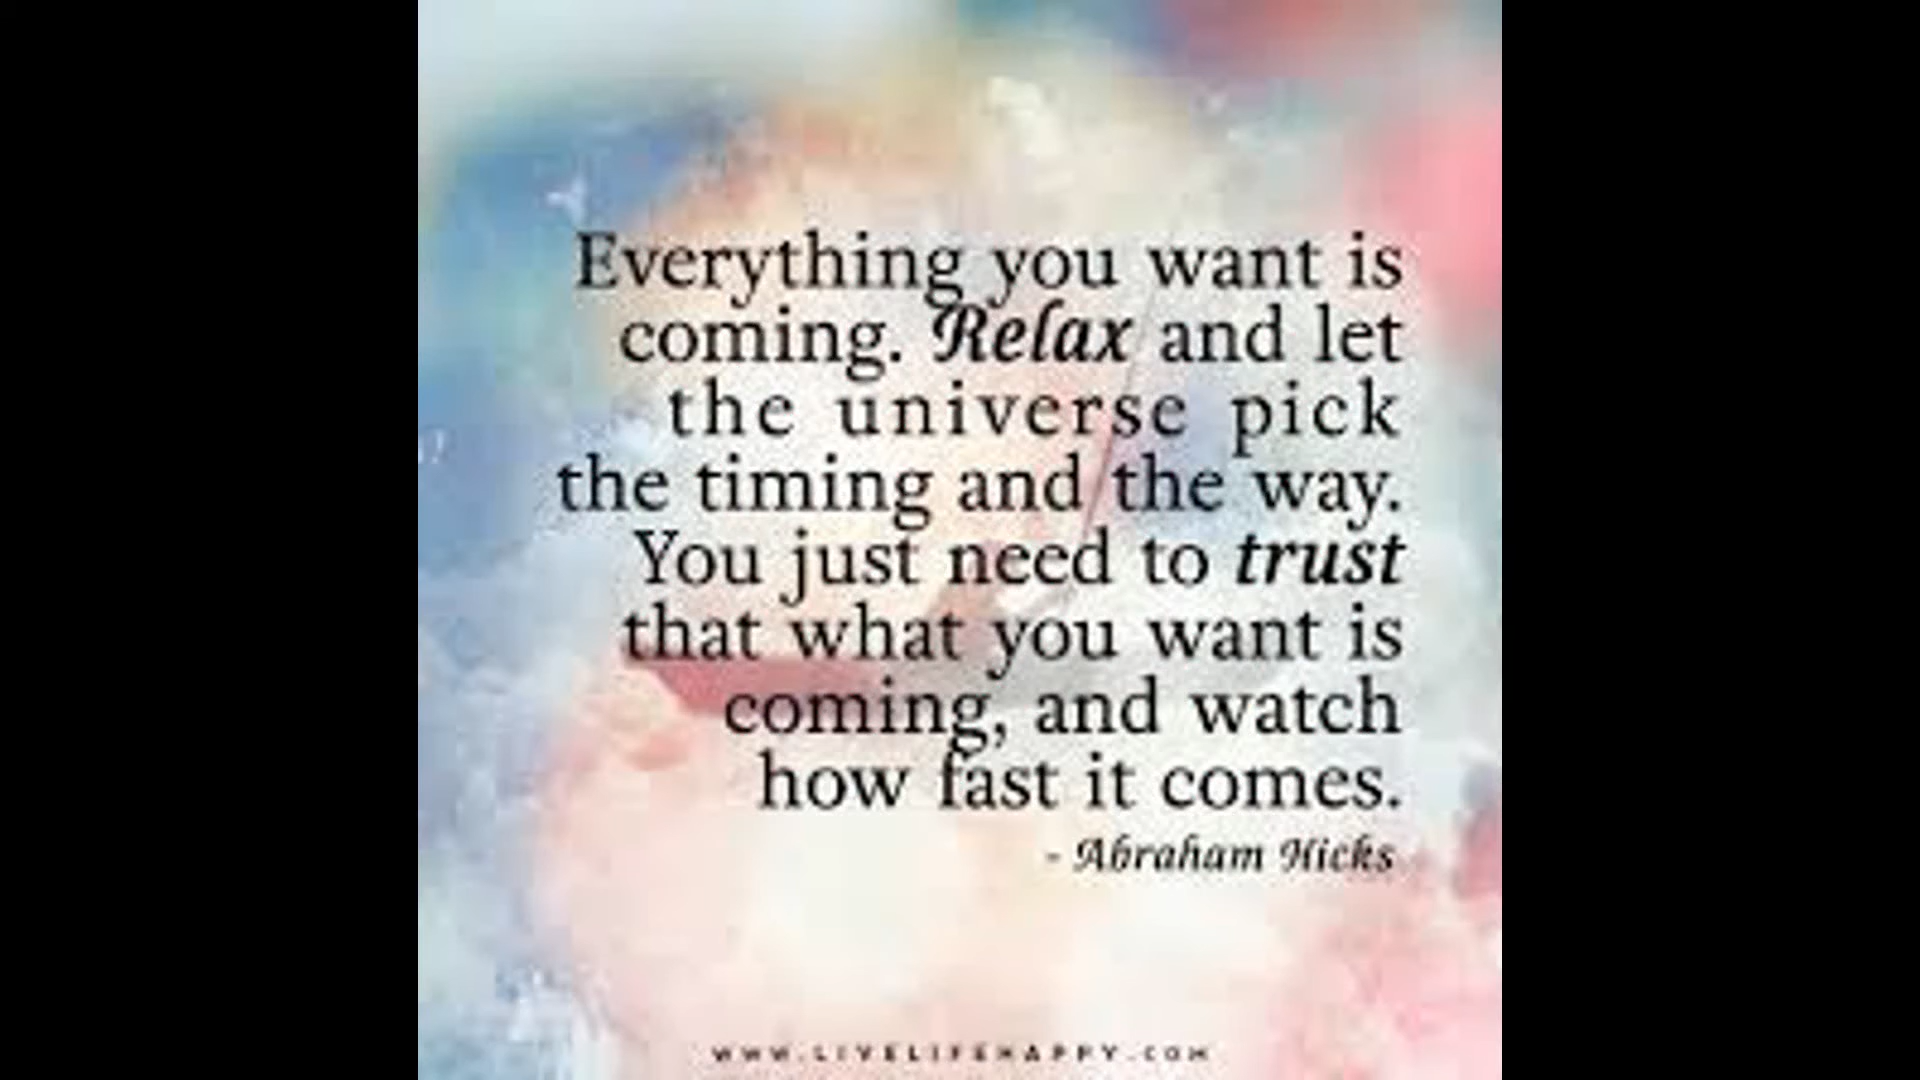 Everything you want is
coming. Relax and let
the universe pick
the timing and the way.
You just need to trust
that what you want is
coming, and watch
how fast it comes.
- Abraham Hicks
WWW.LIVELIFEHAPPY.COM